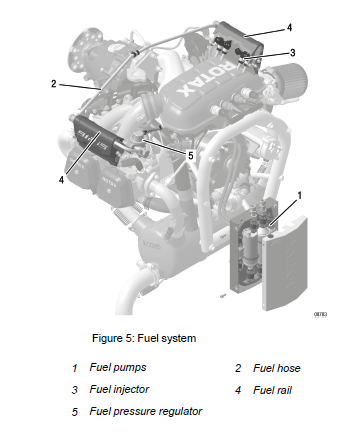 4
3
ROTAX
2
5
4
1
Figure 5: Fuel system
1 Fuel pumps 2 Fuel hose
3 Fuel injector 4 Fuel rail
5 Fuel pressure regulator